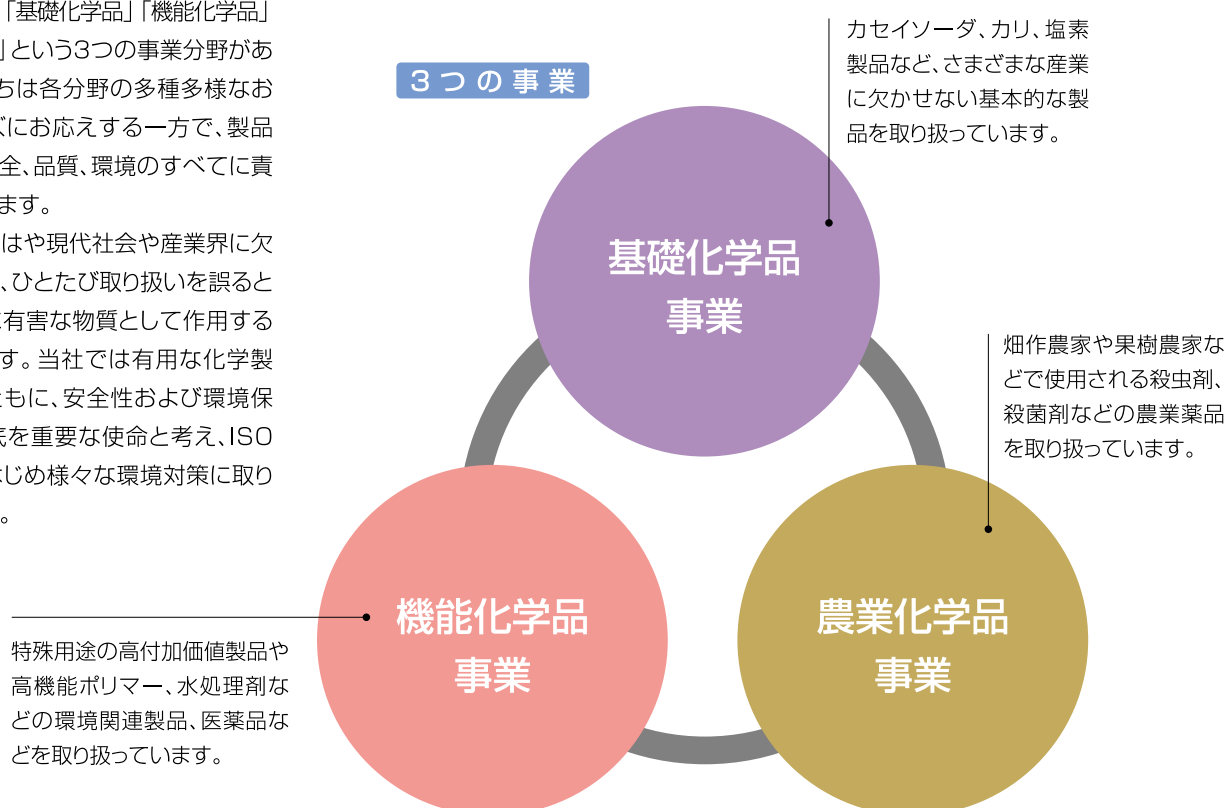 「基礎化学品」「機能化学品」
」という3つの事業分野があ
ちは各分野の多種多様なお
ズにお応えする一方で、製品
全、品質、環境のすべてに責
ます。
はや現代社会や産業界に欠
、ひとたび取り扱いを誤ると
有害な物質として作用する
す。当社では有用な化学製
ともに、安全性および環境保
底を重要な使命と考え、ISO
はじめ様々な環境対策に取り
。
3つの事業
カセイソーダ、カリ、塩素
製品など、さまざまな産業
に欠かせない基本的な製
品を取り扱っています。
基礎化学品
事業
畑作農家や果樹農家な
どで使用される殺虫剤、
殺菌剤などの農業薬品
を取り扱っています。
機能化学品
事業
農業化学品
事業
特殊用途の高付加価値製品や
高機能ポリマー、水処理剤な
どの環境関連製品、医薬品な
どを取り扱っています。